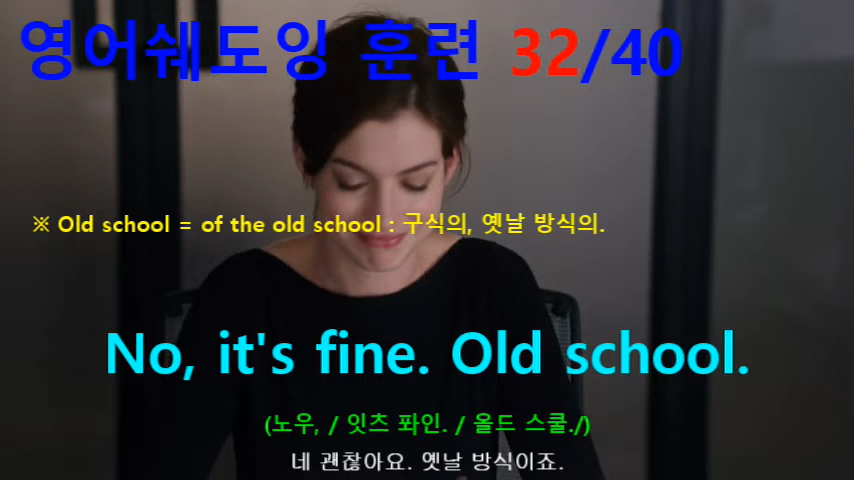 영어쉐도잉 훈련 32/40
※ Old school = of the old school : 구식의, 옛날 방식의.
No, it's fine. Old school.
(노우, / 잇츠 퐈인. / 올드 스쿨./)
네 괜찮아요. 옛날 방식이죠.